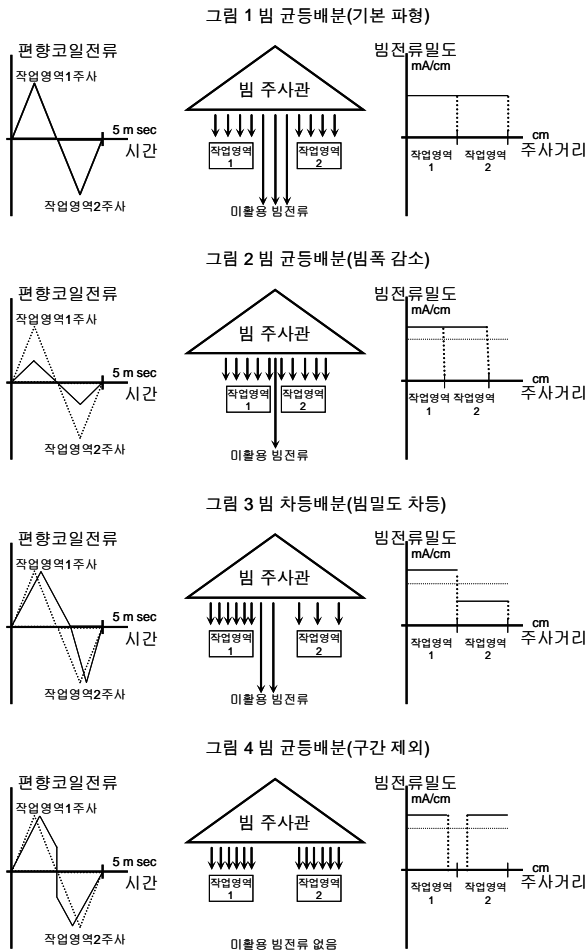 그림 1 빔 균등배분(기본 파형)
편향코일전류
작업영역1주사
5 m sec
시간
작업영역2주사
빔 주사관
작업영역
1
작업영역
2
미활용 빔전류
빔전류밀도
mA/cm
cm
주사거리
작업영역
1
작업영역
2
그림 2 빔 균등배분(빔폭 감소)
편향코일전류
작업영역1주사
5 m sec
시간
작업영역2주사
빔 주사관
작업영역
1
작업영역
2
미활용 빔전류
빔전류밀도
mA/cm
cm
주사거리
작업영역
1
작업영역
2
그림 3 빔 차등배분(빔밀도 차등)
편향코일전류
작업영역1주사
5 m sec
시간
작업영역2주사
빔 주사관
작업영역
1
작업영역
2
미활용 빔전류
빔전류밀도
mA/cm
cm
주사거리
작업영역
1
작업영역
2
그림 4 빔 균등배분(구간 제외)
편향코일전류
작업영역1주사
5 m sec
시간
작업영역2주사
빔 주사관
작업영역
1
작업영역
2
미활용 빔전류 없음
빔전류밀도
mA/cm
cm
주사거리
작업영역
1
작업영역
2